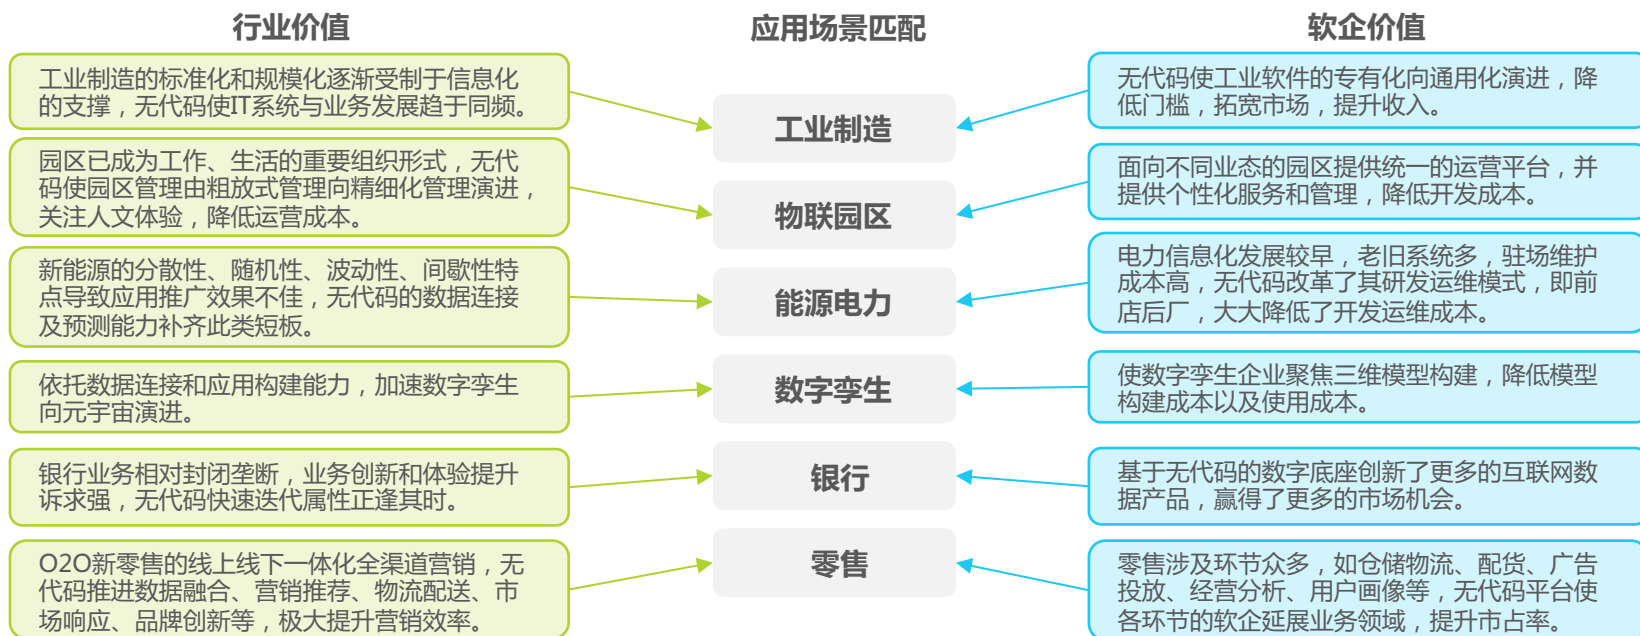 行业价值
应用场景匹配
软企价值
工业制造的标准化和规模化逐渐受制于信息化
的支撑，无代码使IT系统与业务发展趋于同频。
工业制造
无代码使工业软件的专有化向通用化演进，降
低门槛，拓宽市场，提升收入。
园区已成为工作、生活的重要组织形式，无代
码使园区管理由粗放式管理向精细化管理演进，
关注人文体验，降低运营成本。
物联园区
面向不同业态的园区提供统一的运营平台，并
提供个性化服务和管理，降低开发成本。
新能源的分散性、随机性、波动性、间歇性特
点导致应用推广效果不佳，无代码的数据连接
及预测能力补齐此类短板。
能源电力
电力信息化发展较早，老旧系统多，驻场维护
成本高，无代码改革了其研发运维模式，即前
店后厂，大大降低了开发运维成本。
依托数据连接和应用构建能力，加速数字孪生
向元宇宙演进。
数字孪生
使数字孪生企业聚焦三维模型构建，降低模型
构建成本以及使用成本。
银行业务相对封闭垄断，业务创新和体验提升
诉求强，无代码快速迭代属性正逢其时。
银行
基于无代码的数字底座创新了更多的互联网数
据产品，赢得了更多的市场机会。
O2O新零售的线上线下一体化全渠道营销，无
代码推进数据融合、营销推荐、物流配送、市
场响应、品牌创新等，极大提升营销效率。
零售
零售涉及环节众多，如仓储物流、配货、广告
投放、经营分析、用户画像等，无代码平台使
各环节的软企延展业务领域，提升市占率。